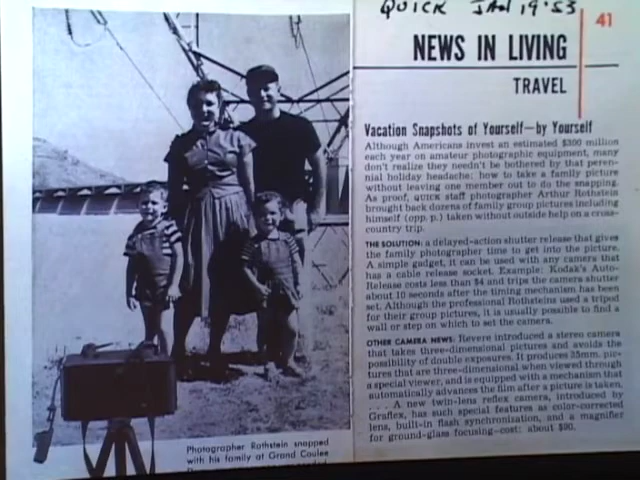 QUICK JAN 19 '53
41
NEWS IN LIVING
TRAVEL
Vacation Snapshots of Yourself—by Yourself
Although Americans invest an estimated $300 million
each year on amateur photographic equipment, many
don't realize they needn't be bothered by that peren-
nial holiday headache: how to take a family picture
without leaving one member out to do the snapping.
As proof, QUICK staff photographer Arthur Rothstein
brought back dozens of family group pictures including
himself (opp. p.) taken without outside help on a cross-
country trip.
THE SOLUTION: a delayed-action shutter release that gives
the family photographer time to get into the picture.
A simple gadget, it can be used with any camera that
has a cable release socket. Example: Kodak's Auto-
Release costs less than $4 and trips the camera shutter
about 10 seconds after the timing mechanism has been
set. Although the professional Rothsteins used a tripod
for their group pictures, it is usually possible to find a
wall or step on which to set the camera.
OTHER CAMERA NEWS: Revere introduced a stereo camera
that takes three-dimensional pictures and avoids the
possibility of double exposures. It produces 35mm. pic-
tures that are three-dimensional when viewed through
a special viewer, and is equipped with a mechanism that
automatically advances the film after a picture is taken.
. . . A new twin-lens reflex camera, introduced by
Graflex, has such special features as color-corrected
lens, built-in flash synchronization, and a magnifier
for ground-glass focusing—cost: about $90.
Photographer Rothstein snapped
with his family at Grand Coulee